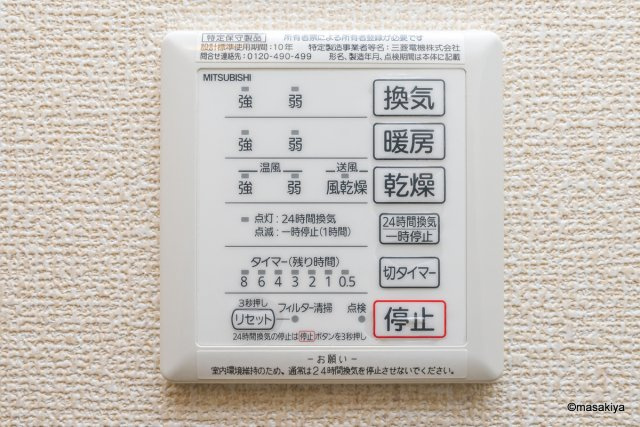 特定保守製品 所有者票による所有者登録が必要です
設計標準使用期間:10年 特定製造事業者等名:三菱電機株式会社
問合せ連絡先:0120-490-499 形名、製造年月、点検期間は本体に記載
MITSUBISHI
強 弱 換気
強 弱 暖房
温風 送風
強 弱 風乾燥 乾燥
点灯:24時間換気
点滅:一時停止(1時間)
24時間換気
一時停止
タイマー(残り時間)
8 6 4 3 2 1 0.5
切タイマー
3秒押し
リセット フィルター清掃 点検
停止
24時間換気の停止は停止ボタンを3秒押し
-お願い-
室内環境維持のため、通常は24時間換気を停止させないでください。
©masakiya